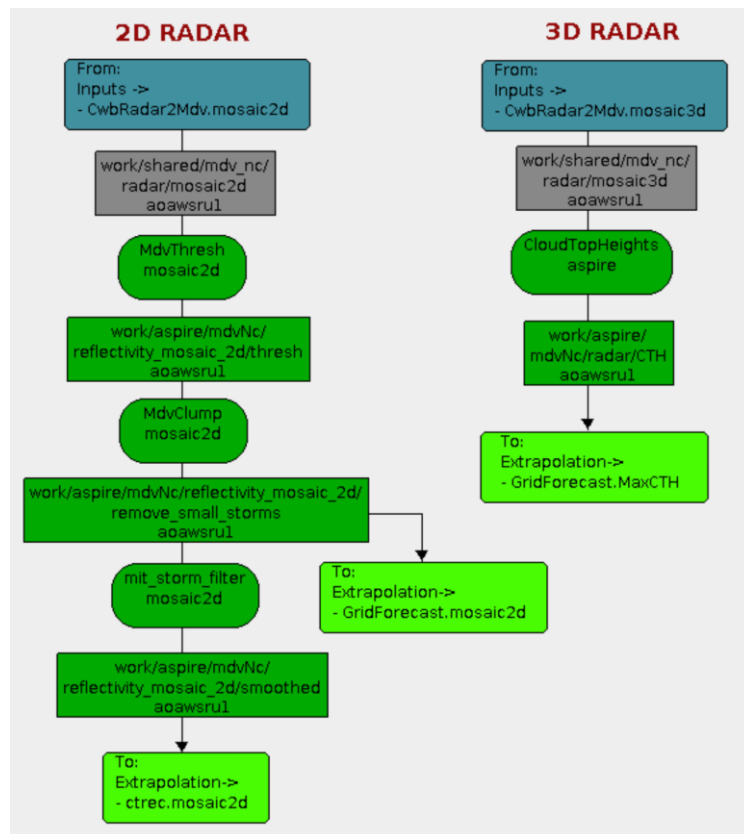 2D RADAR
From:
Inputs ->
- CwbRadar2Mdv.mosaic2d
work/shared/mdv_nc/
radar/mosaic2d
aoawsru1
MdvThresh
mosaic2d
work/aspire/mdvNc/
reflectivity_mosaic_2d/thresh
aoawsru1
MdvClump
mosaic2d
work/aspire/mdvNc/reflectivity_mosaic_2d/
remove_small_storms
aoawsru1
To:
Extrapolation->
- GridForecast.mosaic2d
mit_storm_filter
mosaic2d
work/aspire/mdvNc/
reflectivity_mosaic_2d/smoothed
aoawsru1
To:
Extrapolation->
- ctrec.mosaic2d
3D RADAR
From:
Inputs ->
- CwbRadar2Mdv.mosaic3d
work/shared/mdv_nc/
radar/mosaic3d
aoawsru1
CloudTopHeights
aspire
work/aspire/
mdvNc/radar/CTH
aoawsru1
To:
Extrapolation->
- GridForecast.MaxCTH